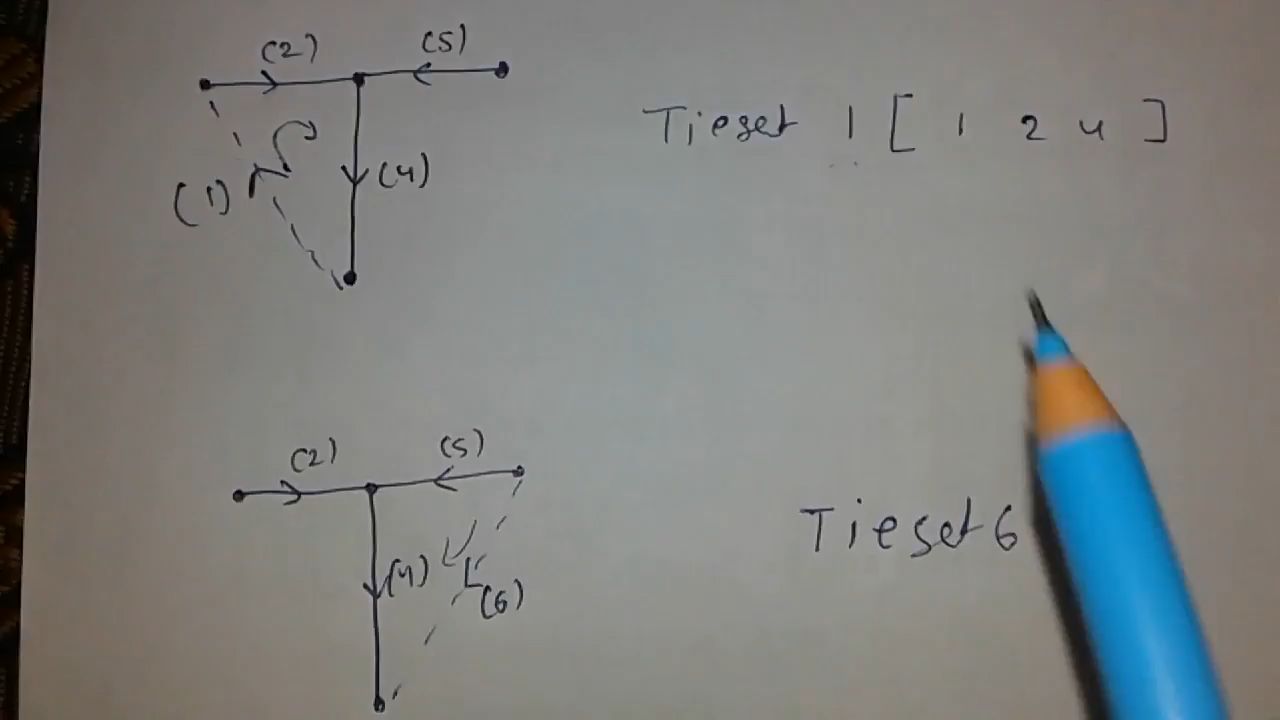 (2) (5)
Tieset 1 [ 1 2 4 ]
(1) (4)
(2) (5)
Tieset 6
(4) (6)